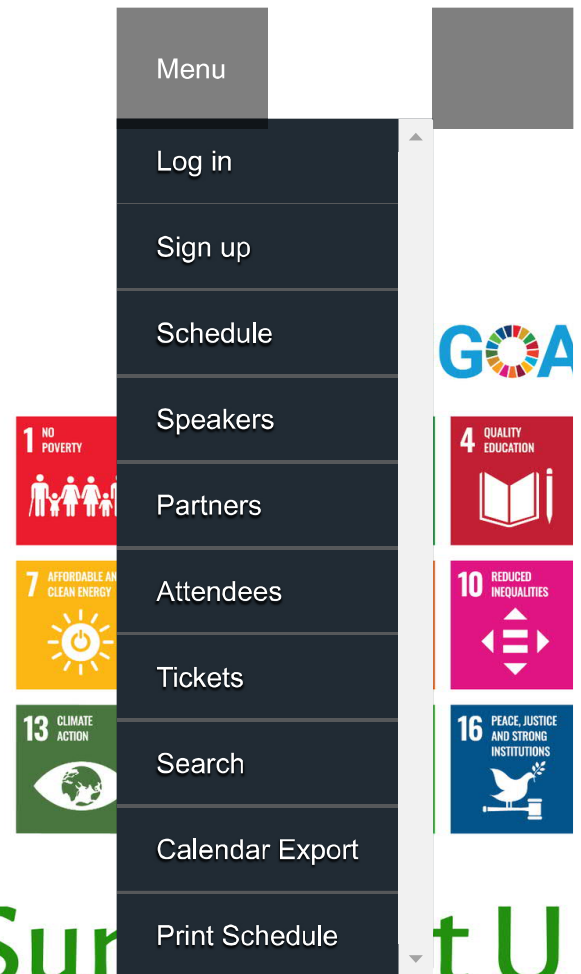 Menu
Log in
Sign up
Schedule
Speakers
Partners
Attendees
Tickets
Search
Calendar Export
Print Schedule
GOA
1 NO
POVERTY
4 QUALITY
EDUCATION
7 AFFORDABLE AN
CLEAN ENERGY
10 REDUCED
INEQUALITIES
13 CLIMATE
ACTION
16 PEACE, JUSTICE
AND STRONG
INSTITUTIONS
Sur
t U